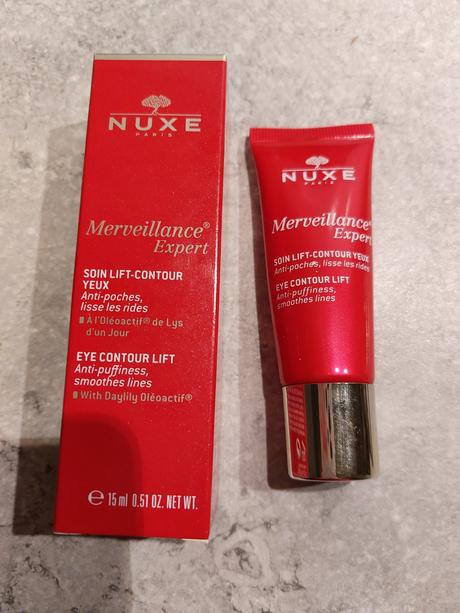 NUXE
PARIS
Merveillance®
Expert
SOIN LIFT-CONTOUR
YEUX
Anti-poches,
lisse les rides
À l'Oléoactif® de Lys
d'un Jour
EYE CONTOUR LIFT
Anti-puffiness,
smoothes lines
With Daylily Oléoactif®
e 15 ml 0.51 OZ. NET WT.
NUXE
PARIS
Merveillance®
Expert
SOIN LIFT-CONTOUR YEUX
Anti-poches, lisse les rides
EYE CONTOUR LIFT
Anti-puffiness,
smoothes lines